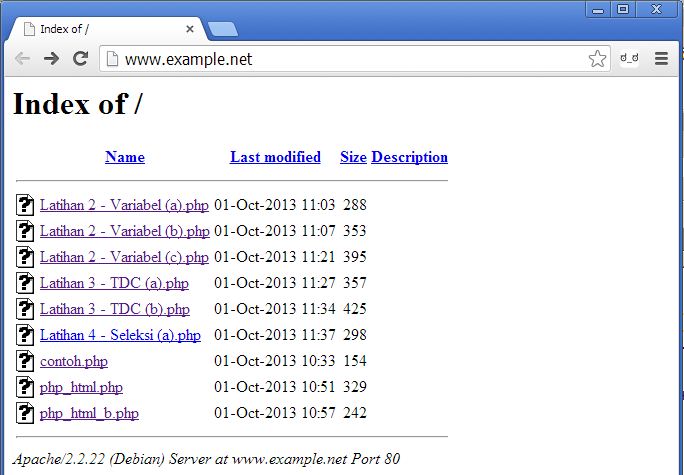 Index of /
www.example.net
ಠ_ಠ
Index of /
Name Last modified Size Description
Latihan 2 - Variabel (a).php 01-Oct-2013 11:03 288
Latihan 2 - Variabel (b).php 01-Oct-2013 11:07 353
Latihan 2 - Variabel (c).php 01-Oct-2013 11:21 395
Latihan 3 - TDC (a).php 01-Oct-2013 11:27 357
Latihan 3 - TDC (b).php 01-Oct-2013 11:34 425
Latihan 4 - Seleksi (a).php 01-Oct-2013 11:37 298
contoh.php 01-Oct-2013 10:33 154
php_html.php 01-Oct-2013 10:51 329
php_html_b.php 01-Oct-2013 10:57 242
Apache/2.2.22 (Debian) Server at www.example.net Port 80